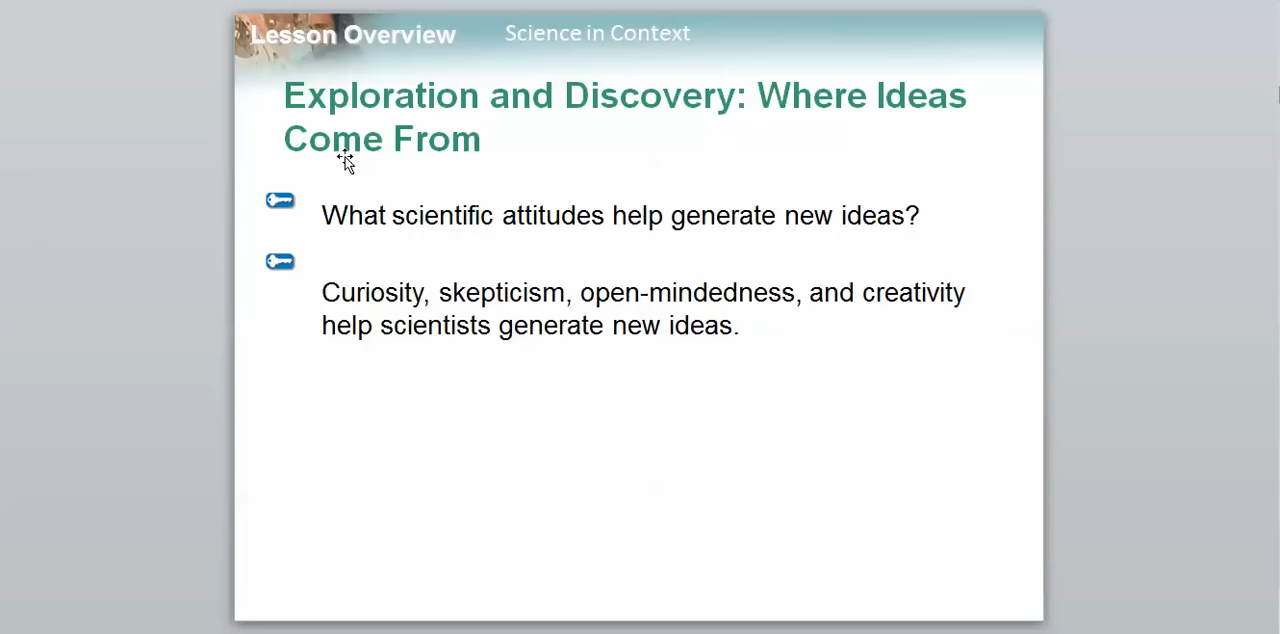 Lesson Overview
Science in Context
Exploration and Discovery: Where Ideas
Come From
What scientific attitudes help generate new ideas?
Curiosity, skepticism, open-mindedness, and creativity
help scientists generate new ideas.